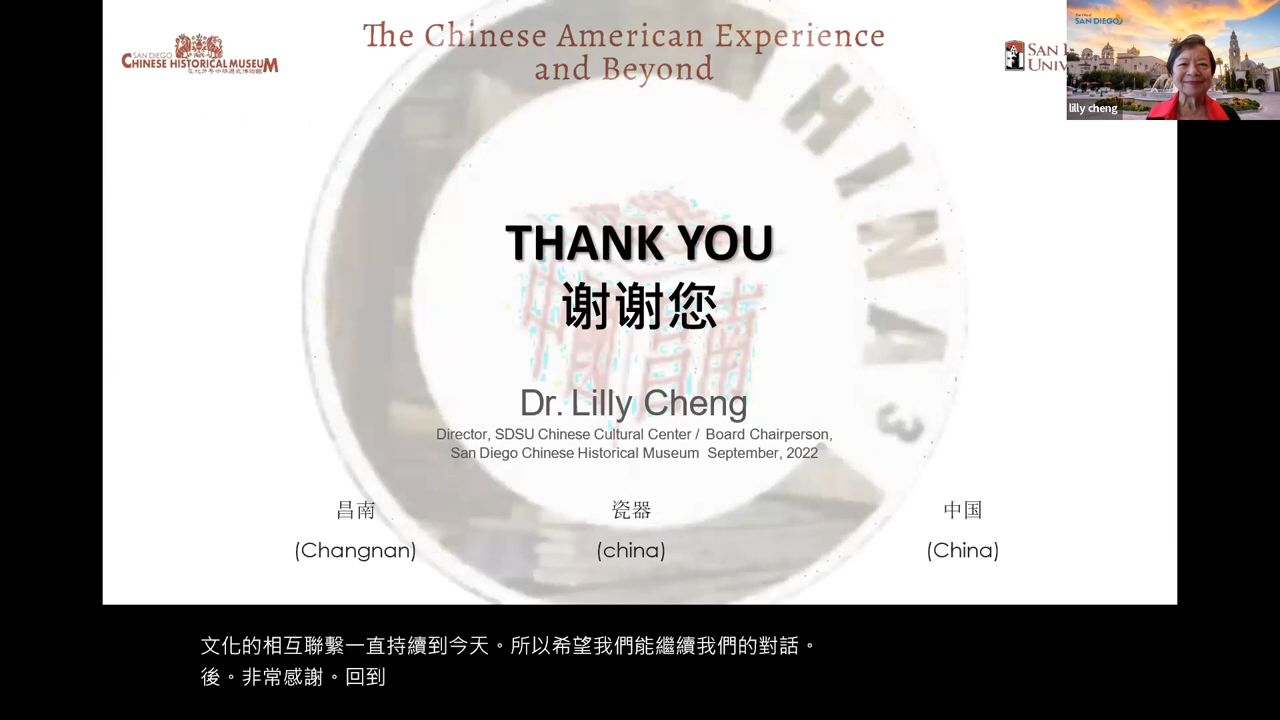 The Chinese American Experience
and Beyond
SAN DIEGO
CHINESE HISTORICAL MUSEUM
SAN
UNIV
SAN DIEGO
lilly cheng
CHINA 3
THANK YOU
谢谢您
Dr. Lilly Cheng
Director, SDSU Chinese Cultural Center / Board Chairperson,
San Diego Chinese Historical Museum September, 2022
昌南 瓷器 中国
(Changnan) (china) (China)
文化的相互聯繫一直持續到今天。所以希望我們能繼續我們的對話。
後。非常感謝。回到